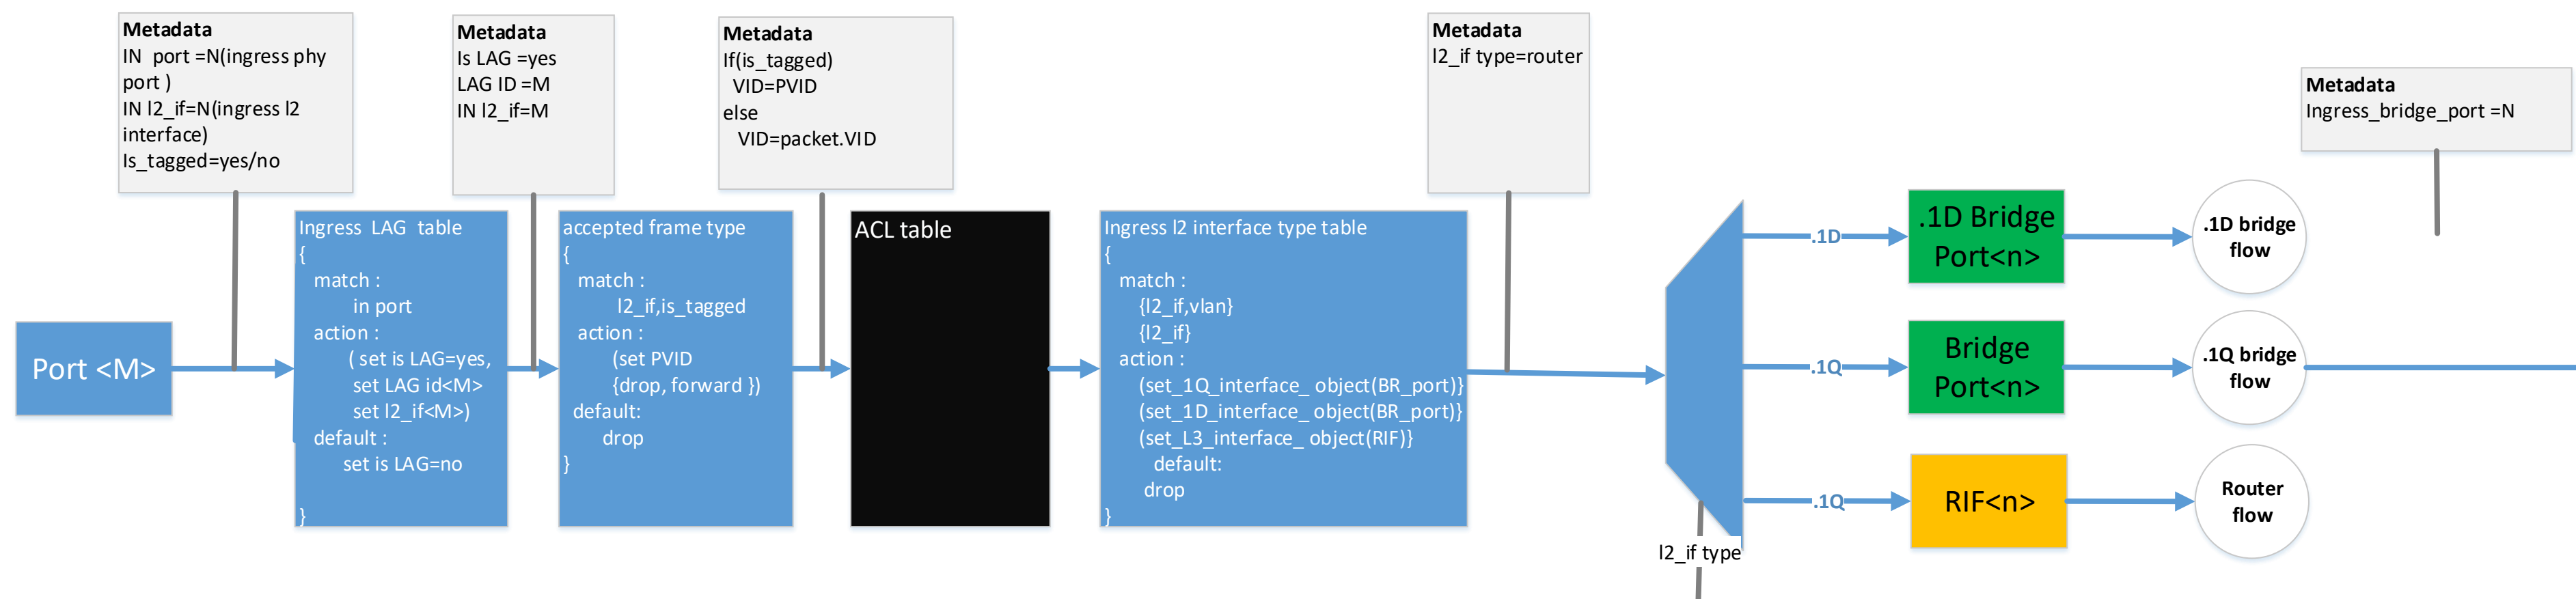 Metadata
IN port =N(ingress phy
port )
IN l2_if=N(ingress l2
interface)
Is_tagged=yes/no
Metadata
Is LAG =yes
LAG ID =M
IN l2_if=M
Metadata
If(is_tagged)
VID=PVID
else
VID=packet.VID
Metadata
l2_if type=router
Metadata
Ingress_bridge_port =N
Port <M>
Ingress LAG table
{
match :
in port
action :
( set is LAG=yes,
set LAG id<M>
set l2_if<M>)
default :
set is LAG=no
}
accepted frame type
{
match :
l2_if,is_tagged
action :
(set PVID
{drop, forward })
default:
drop
}
ACL table
Ingress l2 interface type table
{
match :
{l2_if,vlan}
{l2_if}
action :
(set_1Q_interface_ object(BR_port)}
(set_1D_interface_ object(BR_port)}
(set_L3_interface_ object(RIF)}
default:
drop
}
l2_if type
.1D
.1D Bridge
Port<n>
.1D bridge
flow
.1Q
Bridge
Port<n>
.1Q bridge
flow
.1Q
RIF<n>
Router
flow